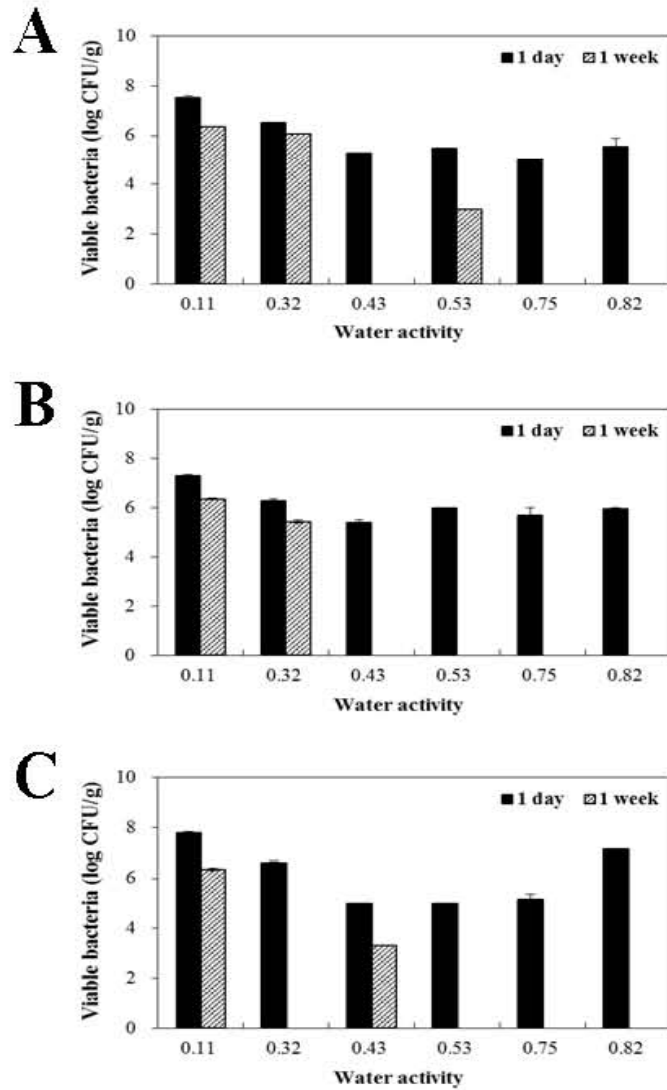 A
Viable bacteria (log CFU/g)
10
8
6
4
2
0
1 day
1 week
0.11 0.32 0.43 0.53 0.75 0.82
Water activity
B
Viable bacteria (log CFU/g)
10
8
6
4
2
0
1 day
1 week
0.11 0.32 0.43 0.53 0.75 0.82
Water activity
C
Viable bacteria (log CFU/g)
10
8
6
4
2
0
1 day
1 week
0.11 0.32 0.43 0.53 0.75 0.82
Water activity